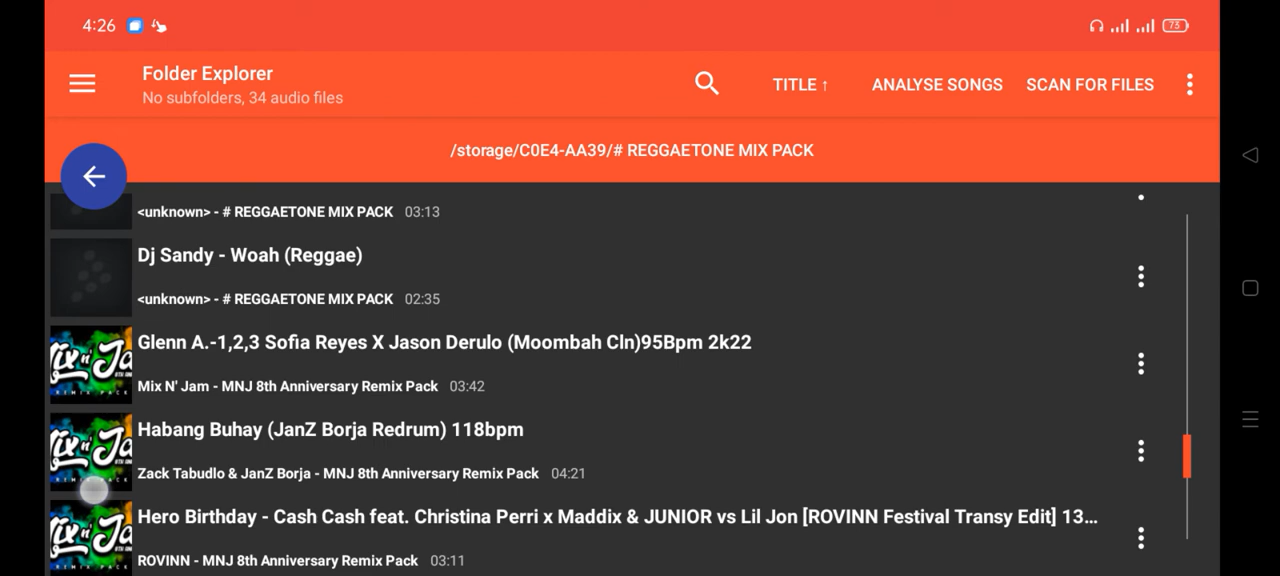 4:26
73
Folder Explorer
No subfolders, 34 audio files
TITLE ↑
ANALYSE SONGS
SCAN FOR FILES
/storage/C0E4-AA39/# REGGAETONE MIX PACK
<unknown> - # REGGAETONE MIX PACK 03:13
Dj Sandy - Woah (Reggae)
<unknown> - # REGGAETONE MIX PACK 02:35
Glenn A.-1,2,3 Sofia Reyes X Jason Derulo (Moombah Cln)95Bpm 2k22
Mix N' Jam - MNJ 8th Anniversary Remix Pack 03:42
Habang Buhay (JanZ Borja Redrum) 118bpm
Zack Tabudlo & JanZ Borja - MNJ 8th Anniversary Remix Pack 04:21
Hero Birthday - Cash Cash feat. Christina Perri x Maddix & JUNIOR vs Lil Jon [ROVINN Festival Transy Edit] 13...
ROVINN - MNJ 8th Anniversary Remix Pack 03:11